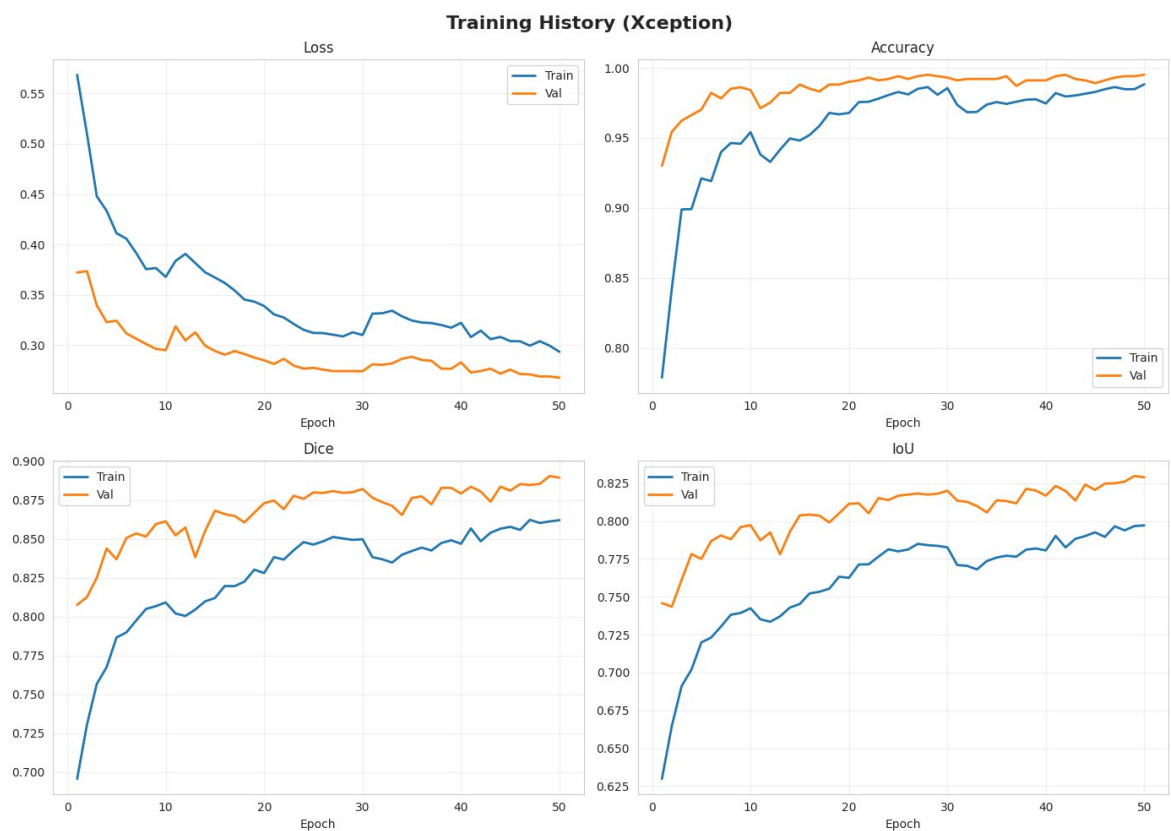 Training History (Xception)
Loss
0.55
0.50
0.45
0.40
0.35
0.30
0 10 20 30 40 50
Epoch
Train
Val
Accuracy
1.00
0.95
0.90
0.85
0.80
0 10 20 30 40 50
Epoch
Train
Val
Dice
0.900
0.875
0.850
0.825
0.800
0.775
0.750
0.725
0.700
0 10 20 30 40 50
Epoch
Train
Val
IoU
0.825
0.800
0.775
0.750
0.725
0.700
0.675
0.650
0.625
0 10 20 30 40 50
Epoch
Train
Val